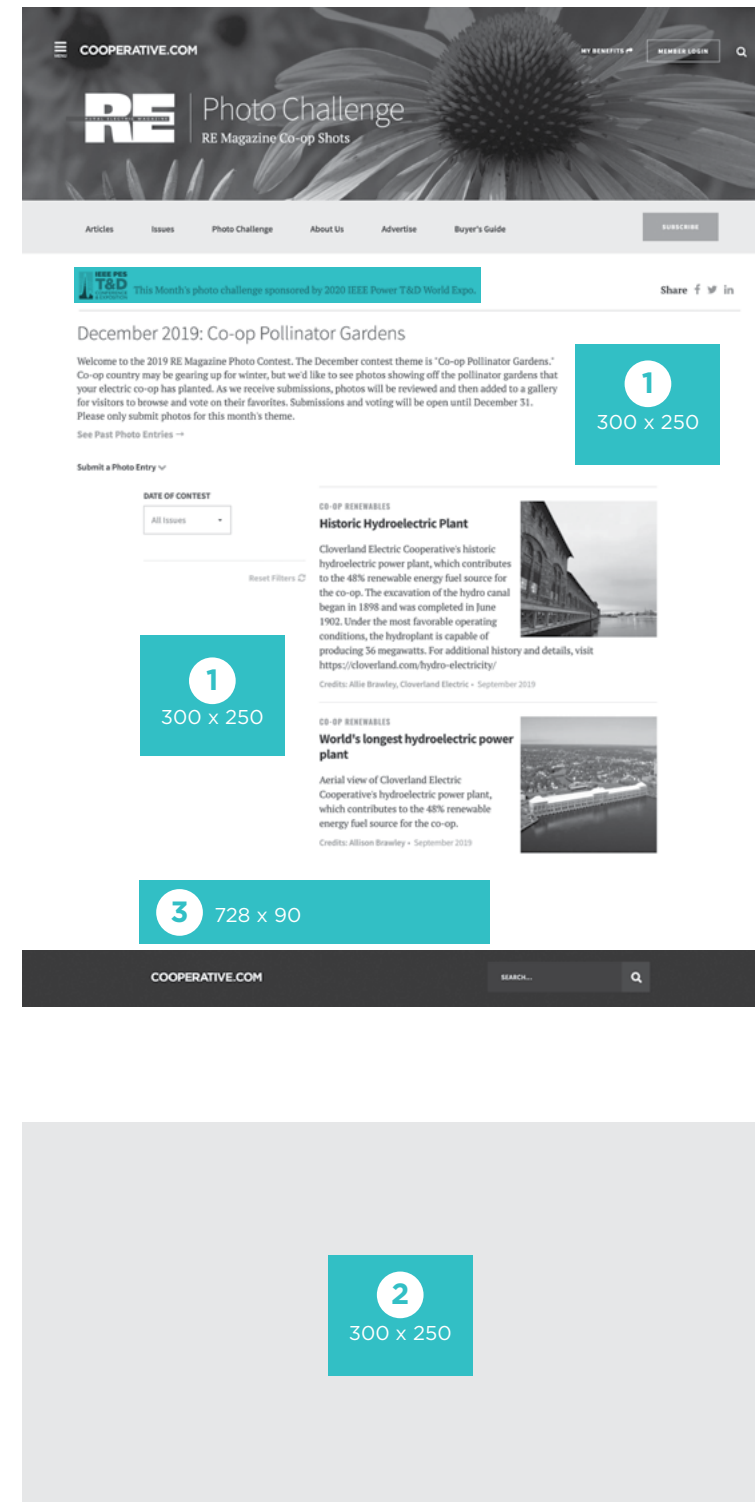 MENU
COOPERATIVE.COM
MY BENEFITS
MEMBER LOGIN
RE
RURAL ELECTRIC MAGAZINE
Photo Challenge
RE Magazine Co-op Shots
Articles
Issues
Photo Challenge
About Us
Advertise
Buyer's Guide
SUBSCRIBE
IEEE PES
T&D
CONFERENCE
& EXPOSITION
This Month's photo challenge sponsored by 2020 IEEE Power T&D World Expo.
Share
December 2019: Co-op Pollinator Gardens
Welcome to the 2019 RE Magazine Photo Contest. The December contest theme is "Co-op Pollinator Gardens."
Co-op country may be gearing up for winter, but we'd like to see photos showing off the pollinator gardens that
your electric co-op has planted. As we receive submissions, photos will be reviewed and then added to a gallery
for visitors to browse and vote on their favorites. Submissions and voting will be open until December 31.
Please only submit photos for this month's theme.
See Past Photo Entries →
1
300 x 250
Submit a Photo Entry
DATE OF CONTEST
All Issues
Reset Filters
CO-OP RENEWABLES
Historic Hydroelectric Plant
Cloverland Electric Cooperative's historic
hydroelectric power plant, which contributes
to the 48% renewable energy fuel source for
the co-op. The excavation of the hydro canal
began in 1898 and was completed in June
1902. Under the most favorable operating
conditions, the hydroplant is capable of
producing 36 megawatts. For additional history and details, visit
https://cloverland.com/hydro-electricity/
Credits: Allie Brawley, Cloverland Electric • September 2019
1
300 x 250
CO-OP RENEWABLES
World's longest hydroelectric power
plant
Aerial view of Cloverland Electric
Cooperative's hydroelectric power plant,
which contributes to the 48% renewable
energy fuel source for the co-op.
Credits: Allison Brawley • September 2019
3
728 x 90
COOPERATIVE.COM
SEARCH...
2
300 x 250